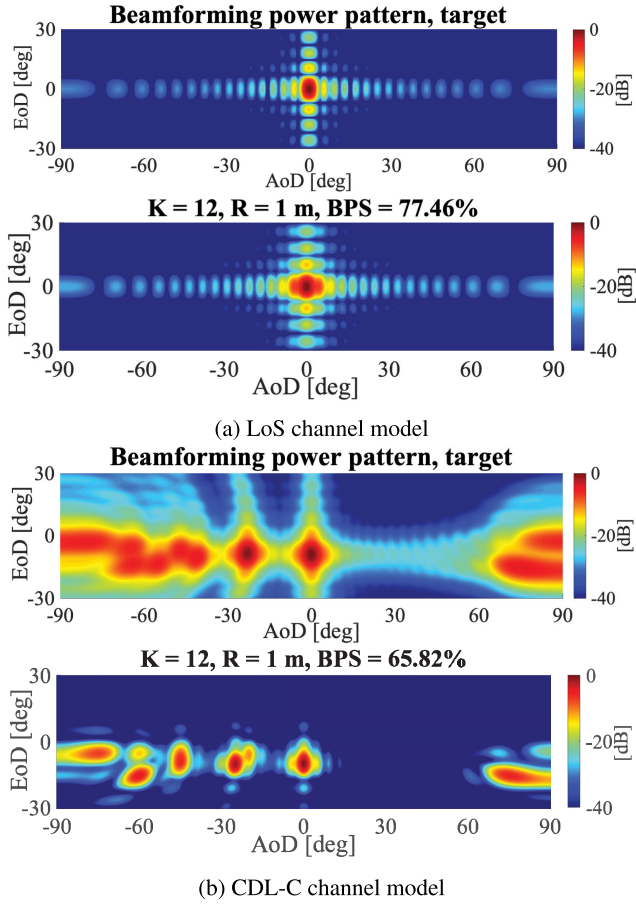 Beamforming power pattern, target
30
0
-30
EoD [deg]
-90 -60 -30 0 30 60 90
AoD [deg]
0
-20
-40
[dB]
K = 12, R = 1 m, BPS = 77.46%
30
0
-30
EoD [deg]
-90 -60 -30 0 30 60 90
AoD [deg]
0
-20
-40
[dB]
(a) LoS channel model
Beamforming power pattern, target
30
0
-30
EoD [deg]
-90 -60 -30 0 30 60 90
AoD [deg]
0
-20
-40
[dB]
K = 12, R = 1 m, BPS = 65.82%
30
0
-30
EoD [deg]
-90 -60 -30 0 30 60 90
AoD [deg]
0
-20
-40
[dB]
(b) CDL-C channel model